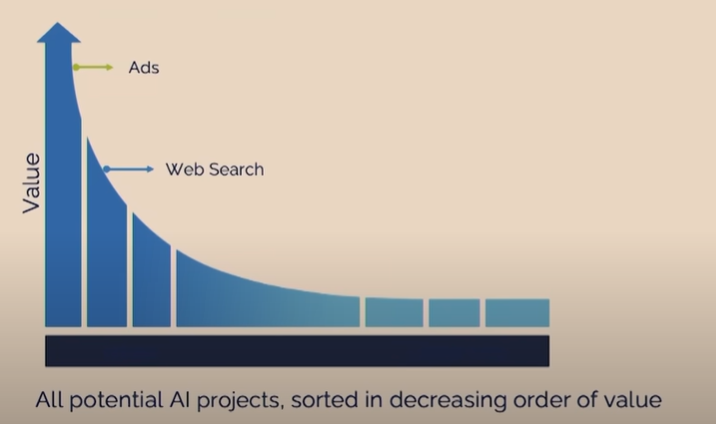 Ads
Web Search
Value
All potential AI projects, sorted in decreasing order of value